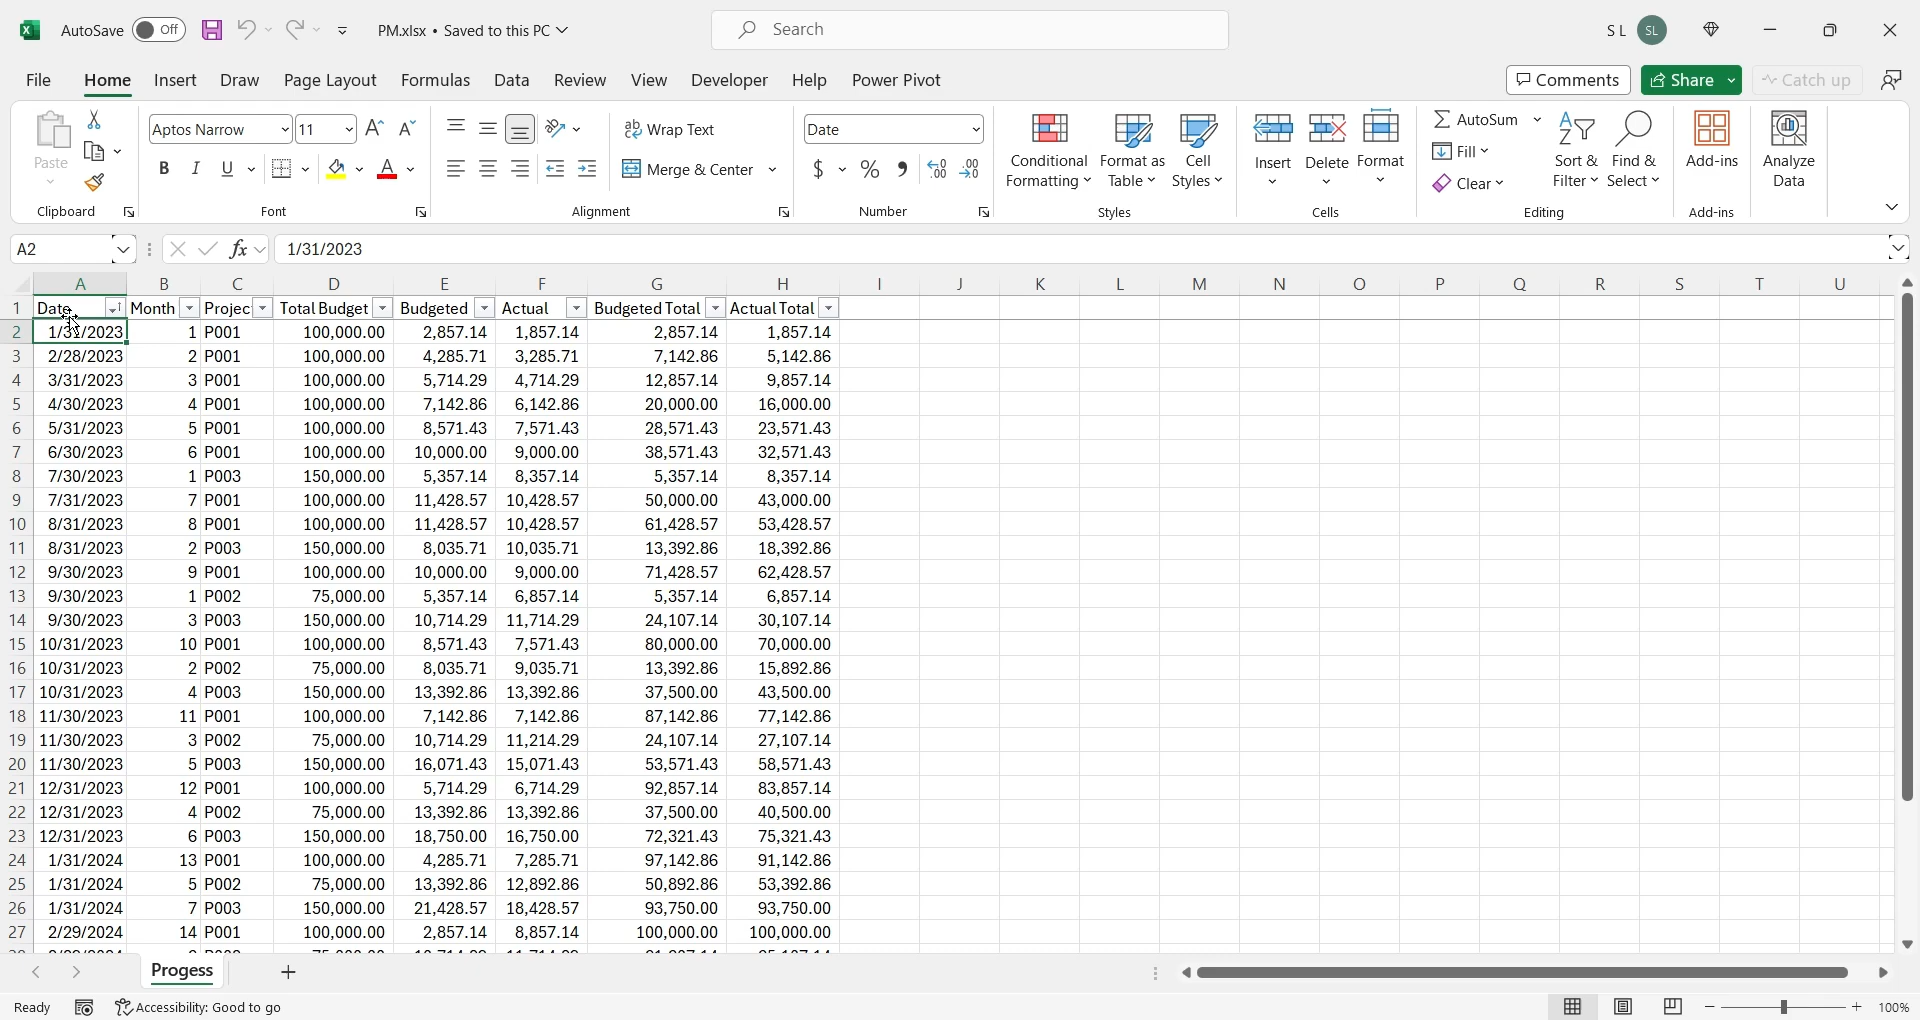 AutoSave Off PM.xlsx • Saved to this PC Search S L SL
File Home Insert Draw Page Layout Formulas Data Review View Developer Help Power Pivot Comments Share Catch up
Paste
Clipboard
Aptos Narrow 11
B I U A
Font
ab Wrap Text
Merge & Center
Alignment
Date
$ % 9
Number
Conditional Formatting
Format as Table
Cell Styles
Styles
Insert
Delete
Format
Cells
AutoSum
Fill
Clear
Sort & Filter
Find & Select
Editing
Add-ins
Add-ins
Analyze Data
A2 fx 1/31/2023
A B C D E F G H I J K L M N O P Q R S T U
1 Date Month Projec Total Budget Budgeted Actual Budgeted Total Actual Total
2 1/31/2023 1 P001 100,000.00 2,857.14 1,857.14 2,857.14 1,857.14
3 2/28/2023 2 P001 100,000.00 4,285.71 3,285.71 7,142.86 5,142.86
4 3/31/2023 3 P001 100,000.00 5,714.29 4,714.29 12,857.14 9,857.14
5 4/30/2023 4 P001 100,000.00 7,142.86 6,142.86 20,000.00 16,000.00
6 5/31/2023 5 P001 100,000.00 8,571.43 7,571.43 28,571.43 23,571.43
7 6/30/2023 6 P001 100,000.00 10,000.00 9,000.00 38,571.43 32,571.43
8 7/30/2023 1 P003 150,000.00 5,357.14 8,357.14 5,357.14 8,357.14
9 7/31/2023 7 P001 100,000.00 11,428.57 10,428.57 50,000.00 43,000.00
10 8/31/2023 8 P001 100,000.00 11,428.57 10,428.57 61,428.57 53,428.57
11 8/31/2023 2 P003 150,000.00 8,035.71 10,035.71 13,392.86 18,392.86
12 9/30/2023 9 P001 100,000.00 10,000.00 9,000.00 71,428.57 62,428.57
13 9/30/2023 1 P002 75,000.00 5,357.14 6,857.14 5,357.14 6,857.14
14 9/30/2023 3 P003 150,000.00 10,714.29 11,714.29 24,107.14 30,107.14
15 10/31/2023 10 P001 100,000.00 8,571.43 7,571.43 80,000.00 70,000.00
16 10/31/2023 2 P002 75,000.00 8,035.71 9,035.71 13,392.86 15,892.86
17 10/31/2023 4 P003 150,000.00 13,392.86 13,392.86 37,500.00 43,500.00
18 11/30/2023 11 P001 100,000.00 7,142.86 7,142.86 87,142.86 77,142.86
19 11/30/2023 3 P002 75,000.00 10,714.29 11,214.29 24,107.14 27,107.14
20 11/30/2023 5 P003 150,000.00 16,071.43 15,071.43 53,571.43 58,571.43
21 12/31/2023 12 P001 100,000.00 5,714.29 6,714.29 92,857.14 83,857.14
22 12/31/2023 4 P002 75,000.00 13,392.86 13,392.86 37,500.00 40,500.00
23 12/31/2023 6 P003 150,000.00 18,750.00 16,750.00 72,321.43 75,321.43
24 1/31/2024 13 P001 100,000.00 4,285.71 7,285.71 97,142.86 91,142.86
25 1/31/2024 5 P002 75,000.00 13,392.86 12,892.86 50,892.86 53,392.86
26 1/31/2024 7 P003 150,000.00 21,428.57 18,428.57 93,750.00 93,750.00
27 2/29/2024 14 P001 100,000.00 2,857.14 8,857.14 100,000.00 100,000.00
Progess
Ready Accessibility: Good to go 100%